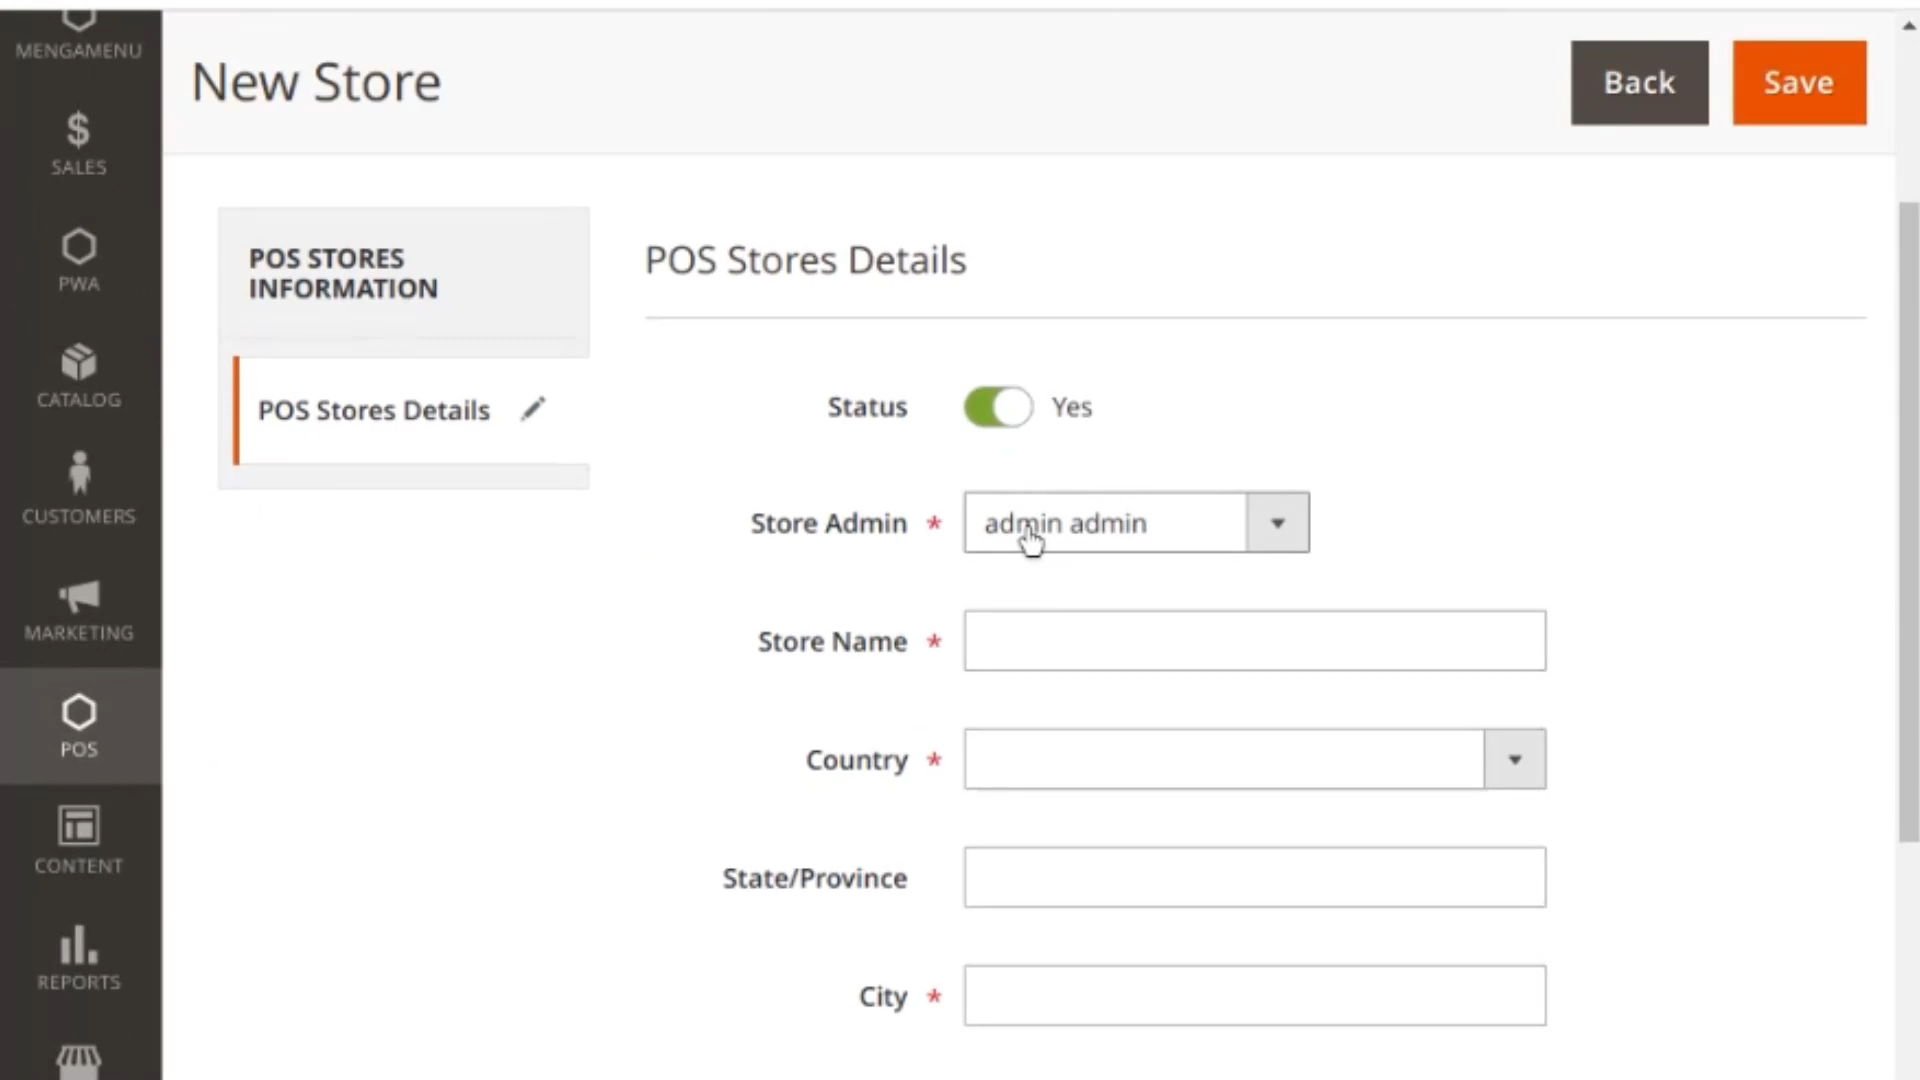 MENGAMENU
SALES
PWA
CATALOG
CUSTOMERS
MARKETING
POS
CONTENT
REPORTS
New Store
Back
Save
POS STORES
INFORMATION
POS Stores Details
POS Stores Details
Status Yes
Store Admin * admin admin
Store Name *
Country *
State/Province
City *